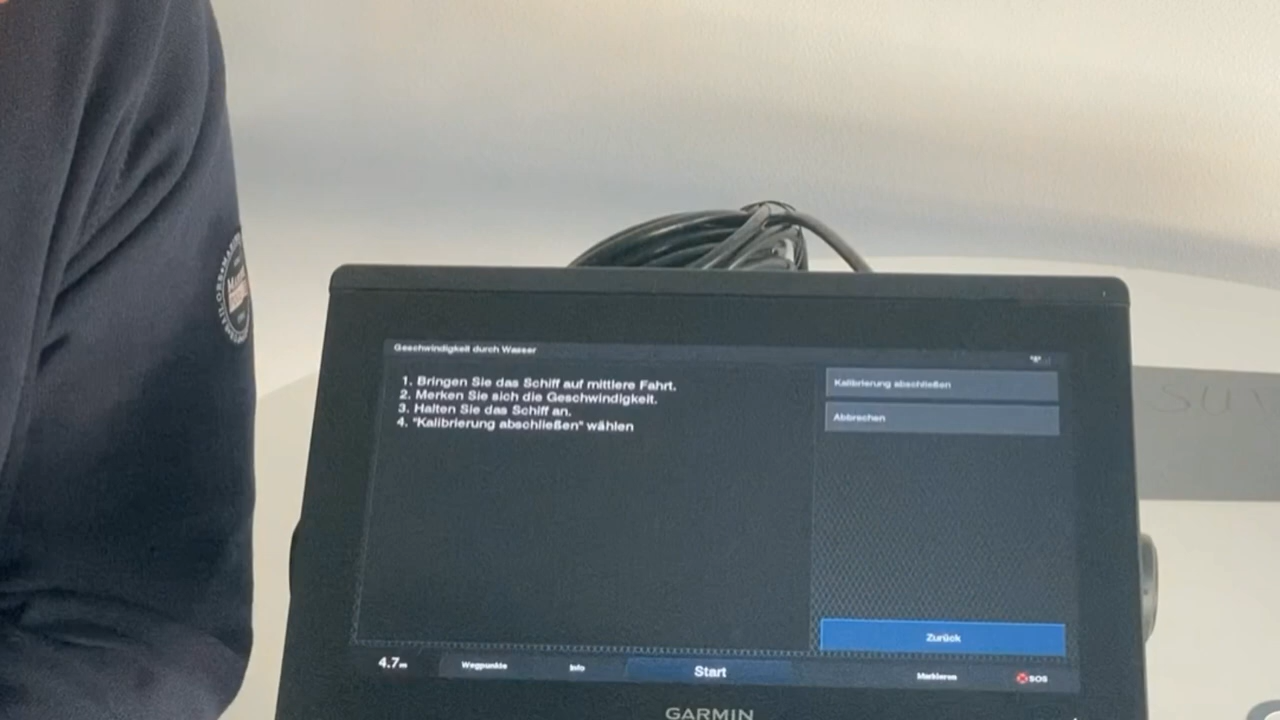 Geschwindigkeit durch Wasser
1. Bringen Sie das Schiff auf mittlere Fahrt.
2. Merken Sie sich die Geschwindigkeit.
3. Halten Sie das Schiff an.
4. "Kalibrierung abschließen" wählen
Kalibrierung abschließen
Abbrechen
Zurück
4.7m
Wegpunkte
Info
Start
Markieren
SOS
GARMIN